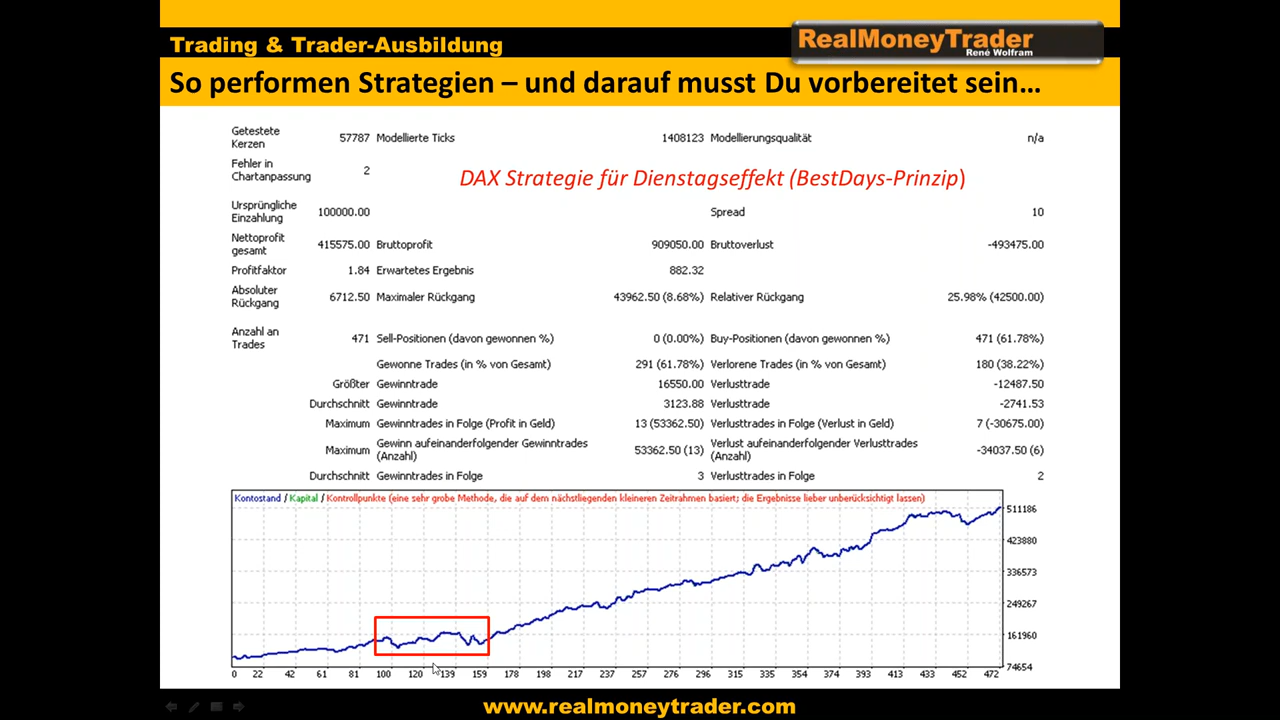 Trading & Trader-Ausbildung
RealMoneyTrader
René Wolfram
So performen Strategien – und darauf musst Du vorbereitet sein…
Getestete Kerzen 57787 Modellierte Ticks 1408123 Modellierungsqualität n/a
Fehler in Chartanpassung 2
DAX Strategie für Dienstagseffekt (BestDays-Prinzip)
Ursprüngliche Einzahlung 100000.00 Spread 10
Nettoprofit gesamt 415575.00 Bruttoprofit 909050.00 Bruttoverlust -493475.00
Profitfaktor 1.84 Erwartetes Ergebnis 882.32
Absoluter Rückgang 6712.50 Maximaler Rückgang 43962.50 (8.68%) Relativer Rückgang 25.98% (42500.00)
Anzahl an Trades 471 Sell-Positionen (davon gewonnen %) 0 (0.00%) Buy-Positionen (davon gewonnen %) 471 (61.78%)
Gewonne Trades (in % von Gesamt) 291 (61.78%) Verlorene Trades (in % von Gesamt) 180 (38.22%)
Größter Gewinntrade 16550.00 Verlusttrade -12487.50
Durchschnitt Gewinntrade 3123.88 Verlusttrade -2741.53
Maximum Gewinntrades in Folge (Profit in Geld) 13 (53362.50) Verlusttrades in Folge (Verlust in Geld) 7 (-30675.00)
Maximum Gewinn aufeinanderfolgender Gewinntrades (Anzahl) 53362.50 (13) Verlust aufeinanderfolgender Verlusttrades (Anzahl) -34037.50 (6)
Durchschnitt Gewinntrades in Folge 3 Verlusttrades in Folge 2
Kontostand / Kapital / Kontrollpunkte (eine sehr grobe Methode, die auf dem nächstliegenden kleineren Zeitrahmen basiert; die Ergebnisse lieber unberücksichtigt lassen)
511186
423880
336573
249267
161960
74654
0 22 42 61 81 100 120 139 159 178 198 217 237 256 276 296 315 335 354 374 393 413 433 452 472
www.realmoneytrader.com